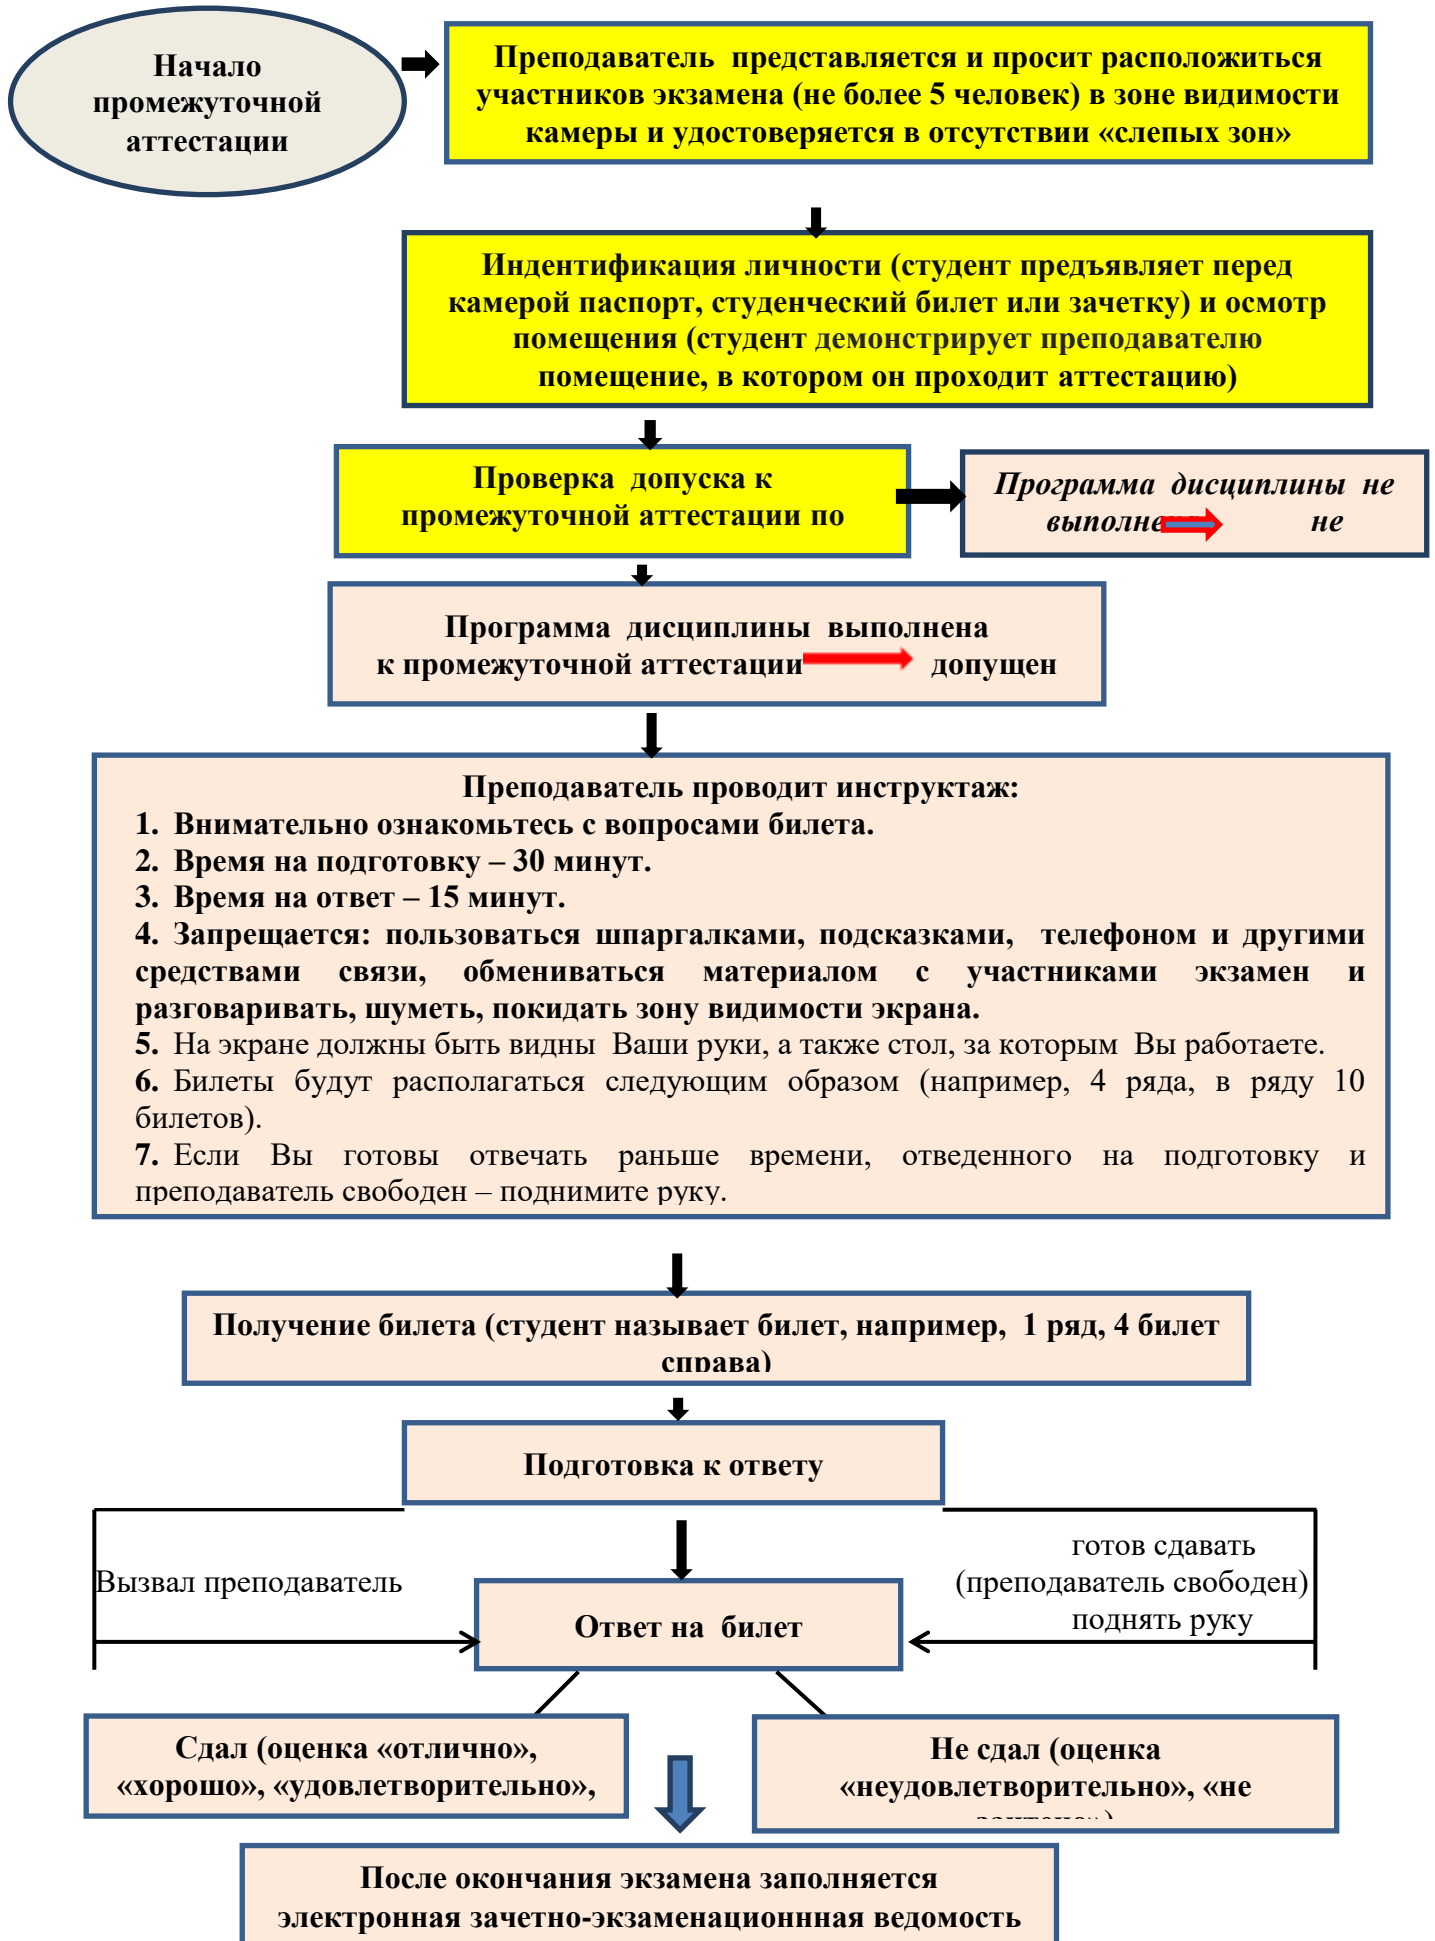 Начало
промежуточной
аттестации
Преподаватель представляется и просит расположиться
участников экзамена (не более 5 человек) в зоне видимости
камеры и удостоверяется в отсутствии «слепых зон»
Индентификация личности (студент предъявляет перед
камерой паспорт, студенческий билет или зачетку) и осмотр
помещения (студент демонстрирует преподавателю
помещение, в котором он проходит аттестацию)
Проверка допуска к
промежуточной аттестации по
Программа дисциплины не
не
Программа дисциплины выполнена
к промежуточной аттестации допущен
Преподаватель проводит инструктаж:
1. Внимательно ознакомьтесь с вопросами билета.
2. Время на подготовку – 30 минут.
3. Время на ответ – 15 минут.
4. Запрещается: пользоваться шпаргалками, подсказками, телефоном и другими
средствами связи, обмениваться материалом с участниками экзамен и
разговаривать, шуметь, покидать зону видимости экрана.
5. На экране должны быть видны Ваши руки, а также стол, за которым Вы работаете.
6. Билеты будут располагаться следующим образом (например, 4 ряда, в ряду 10
билетов).
7. Если Вы готовы отвечать раньше времени, отведенного на подготовку и
преподаватель свободен – поднимите руку.
Получение билета (студент называет билет, например, 1 ряд, 4 билет
справа)
Подготовка к ответу
Вызвал преподаватель
готов сдавать
(преподаватель свободен)
поднять руку
Ответ на билет
Сдал (оценка «отлично»,
«хорошо», «удовлетворительно»,
Не сдал (оценка
«неудовлетворительно», «не
После окончания экзамена заполняется
электронная зачетно-экзаменационнная ведомость